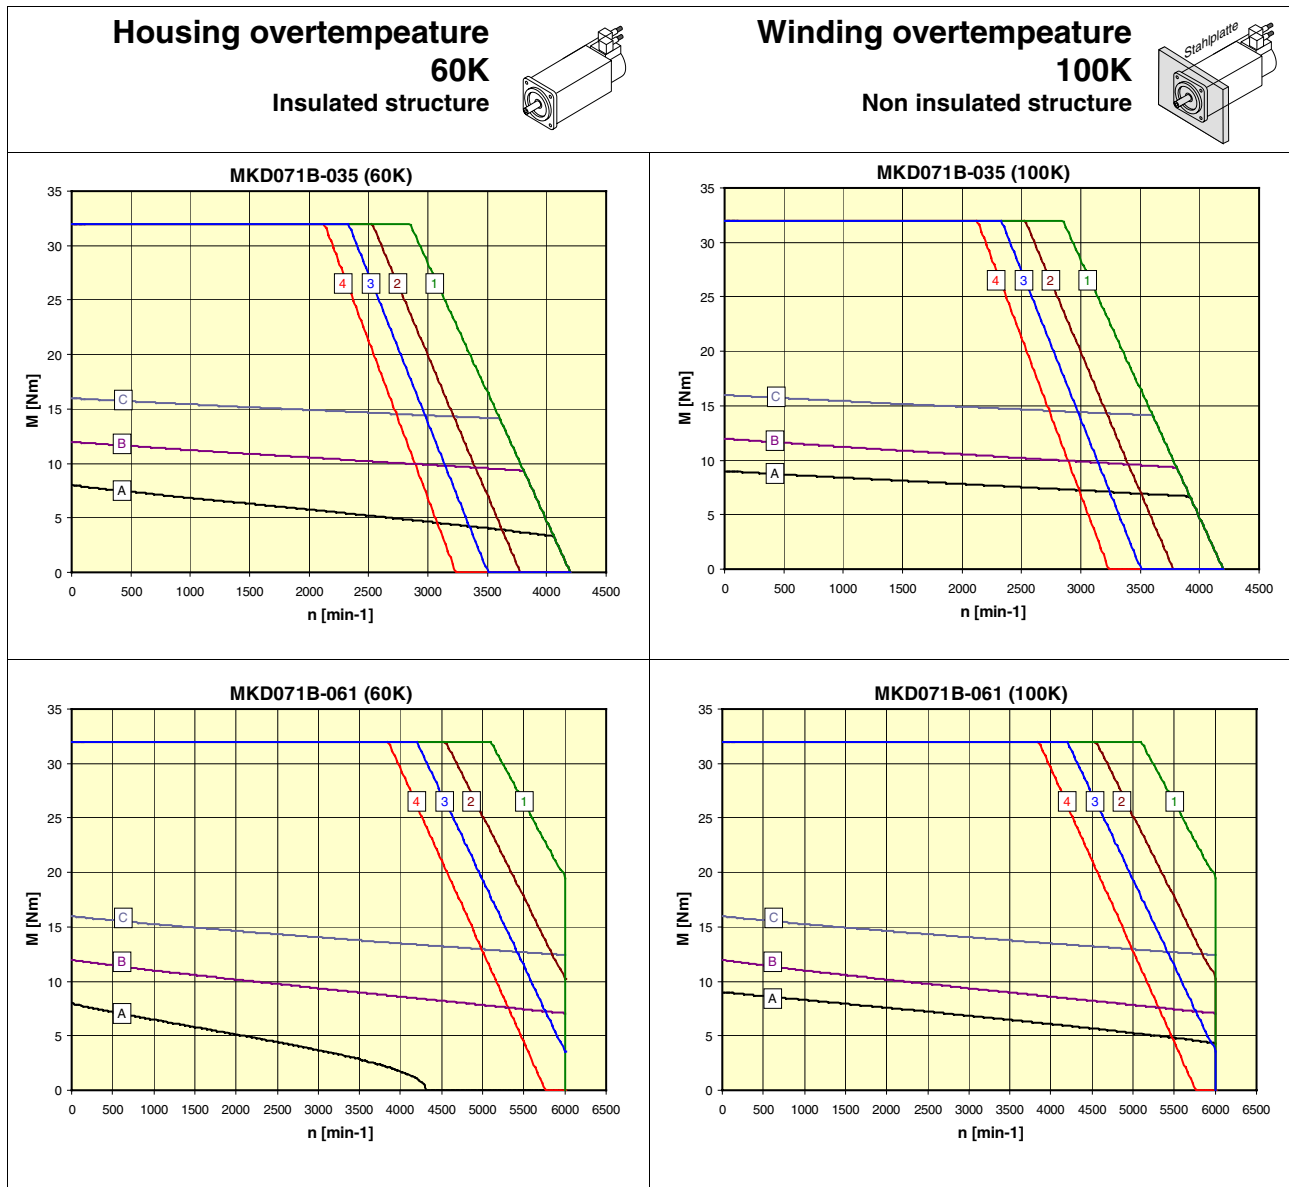 Housing overtempeature
60K
Insulated structure
Winding overtempeature
100K
Non insulated structure
Stahlplatte
MKD071B-035 (60K)
35
30
25
20
15
10
5
0
M [Nm]
4
3
2
1
C
B
A
0 500 1000 1500 2000 2500 3000 3500 4000 4500
n [min-1]
MKD071B-035 (100K)
35
30
25
20
15
10
5
0
M [Nm]
4
3
2
1
C
B
A
0 500 1000 1500 2000 2500 3000 3500 4000 4500
n [min-1]
MKD071B-061 (60K)
35
30
25
20
15
10
5
0
M [Nm]
4
3
2
1
C
B
A
0 500 1000 1500 2000 2500 3000 3500 4000 4500 5000 5500 6000 6500
n [min-1]
MKD071B-061 (100K)
35
30
25
20
15
10
5
0
M [Nm]
4
3
2
1
C
B
A
0 500 1000 1500 2000 2500 3000 3500 4000 4500 5000 5500 6000 6500
n [min-1]